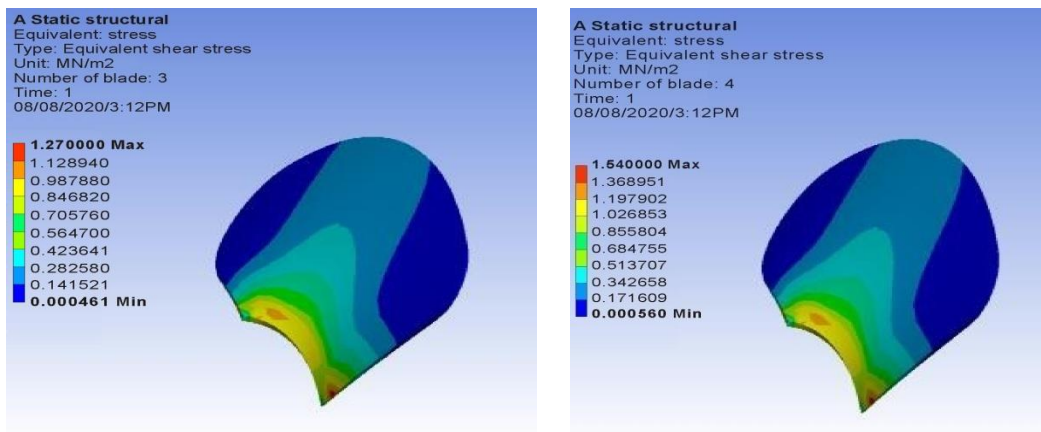 A Static structural
Equivalent: stress
Type: Equivalent shear stress
Unit: MN/m2
Number of blade: 3
Time: 1
08/08/2020/3:12PM
1.270000 Max
1.128940
0.987880
0.846820
0.705760
0.564700
0.423641
0.282580
0.141521
0.000461 Min
A Static structural
Equivalent: stress
Type: Equivalent shear stress
Unit: MN/m2
Number of blade: 4
Time: 1
08/08/2020/3:12PM
1.540000 Max
1.368951
1.197902
1.026853
0.855804
0.684755
0.513707
0.342658
0.171609
0.000560 Min